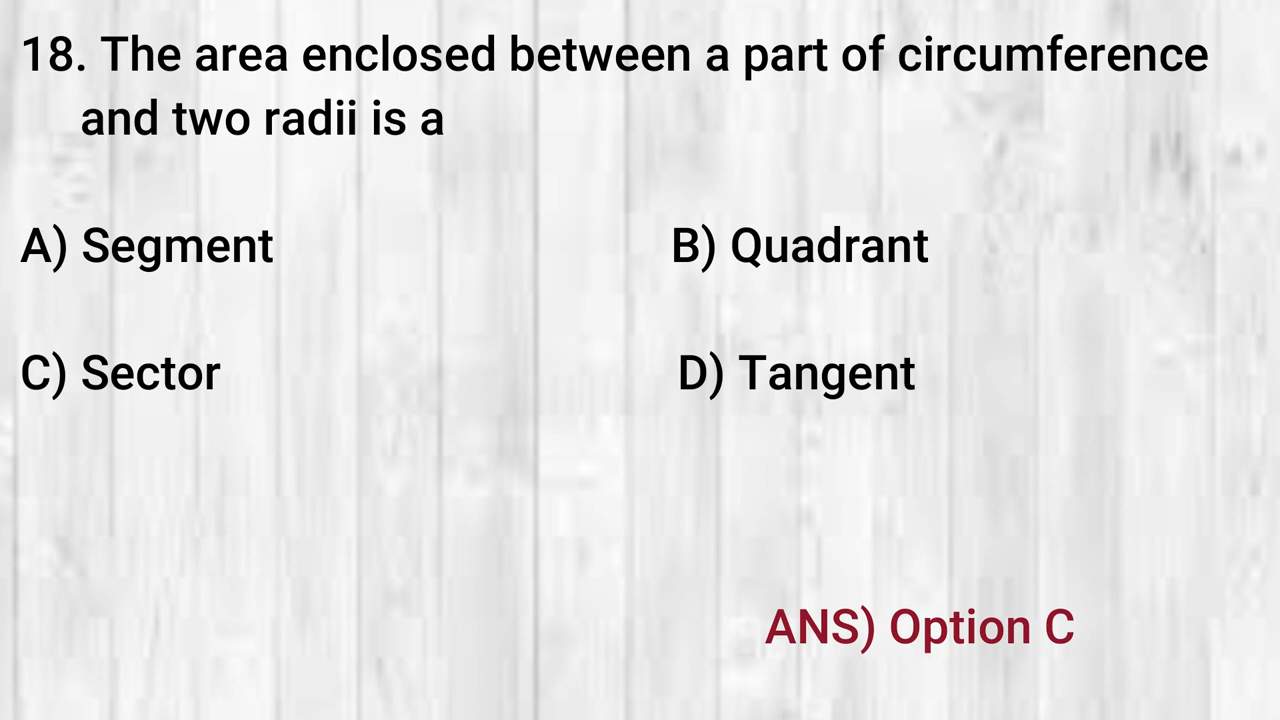 18. The area enclosed between a part of circumference
and two radii is a
A) Segment B) Quadrant
C) Sector D) Tangent
ANS) Option C